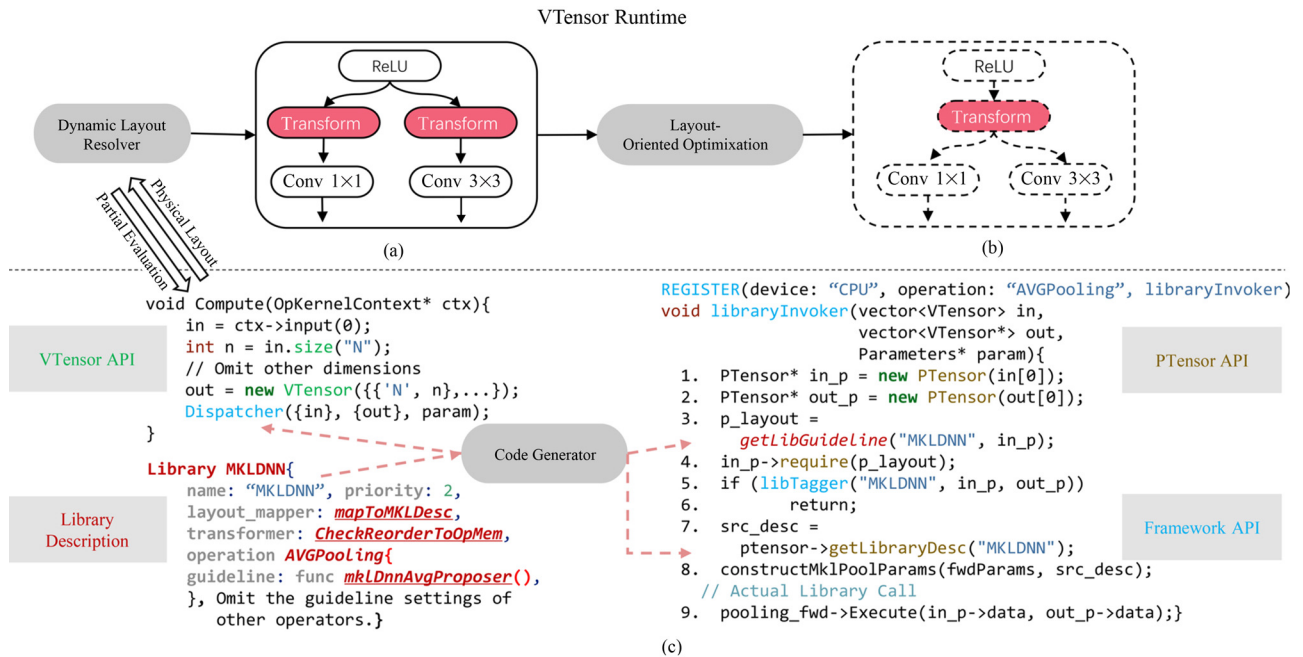 VTensor Runtime
ReLU
Transform
Transform
Conv 1×1
Conv 3×3
(a)
Dynamic Layout
Resolver
Layout-
Oriented Optimixation
ReLU
Transform
Conv 1×1
Conv 3×3
(b)
Physical Layout
Partial Evaluation
VTensor API
void Compute(OpKernelContext* ctx){
in = ctx->input(0);
int n = in.size("N");
// Omit other dimensions
out = new VTensor({{'N', n},...});
Dispatcher({in}, {out}, param);
}
Library
Description
Library MKLDNN{
name: “MKLDNN”, priority: 2,
layout_mapper: mapToMKLDesc,
transformer: CheckReorderToOpMem,
operation AVGPooling{
guideline: func mklDnnAvgProposer(),
}, Omit the guideline settings of
other operators.}
Code Generator
REGISTER(device: “CPU”, operation: “AVGPooling”, libraryInvoker)
void libraryInvoker(vector<VTensor> in,
vector<VTensor*> out,
Parameters* param){
1. PTensor* in_p = new PTensor(in[0]);
2. PTensor* out_p = new PTensor(out[0]);
3. p_layout =
getLibGuideline("MKLDNN", in_p);
4. in_p->require(p_layout);
5. if (libTagger("MKLDNN", in_p, out_p))
6. return;
7. src_desc =
ptensor->getLibraryDesc("MKLDNN");
8. constructMklPoolParams(fwdParams, src_desc);
// Actual Library Call
9. pooling_fwd->Execute(in_p->data, out_p->data);}
PTensor API
Framework API
(c)